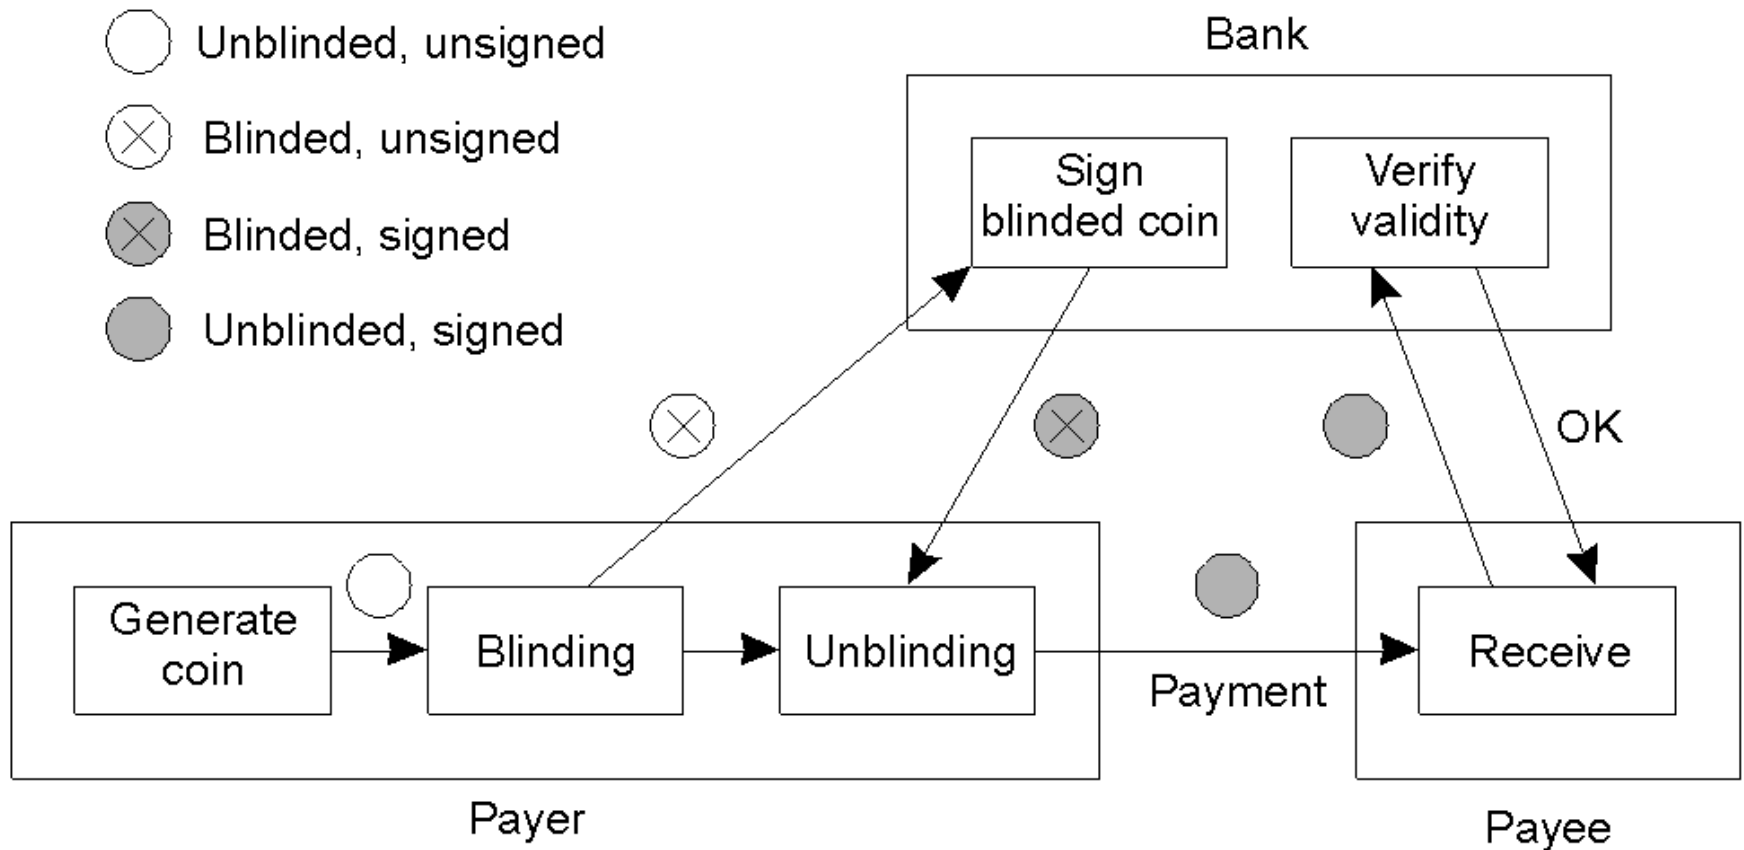 Unblinded, unsigned
Blinded, unsigned
Blinded, signed
Unblinded, signed
Bank
Sign
blinded coin
Verify
validity
OK
Generate
coin
Blinding
Unblinding
Payment
Receive
Payer
Payee